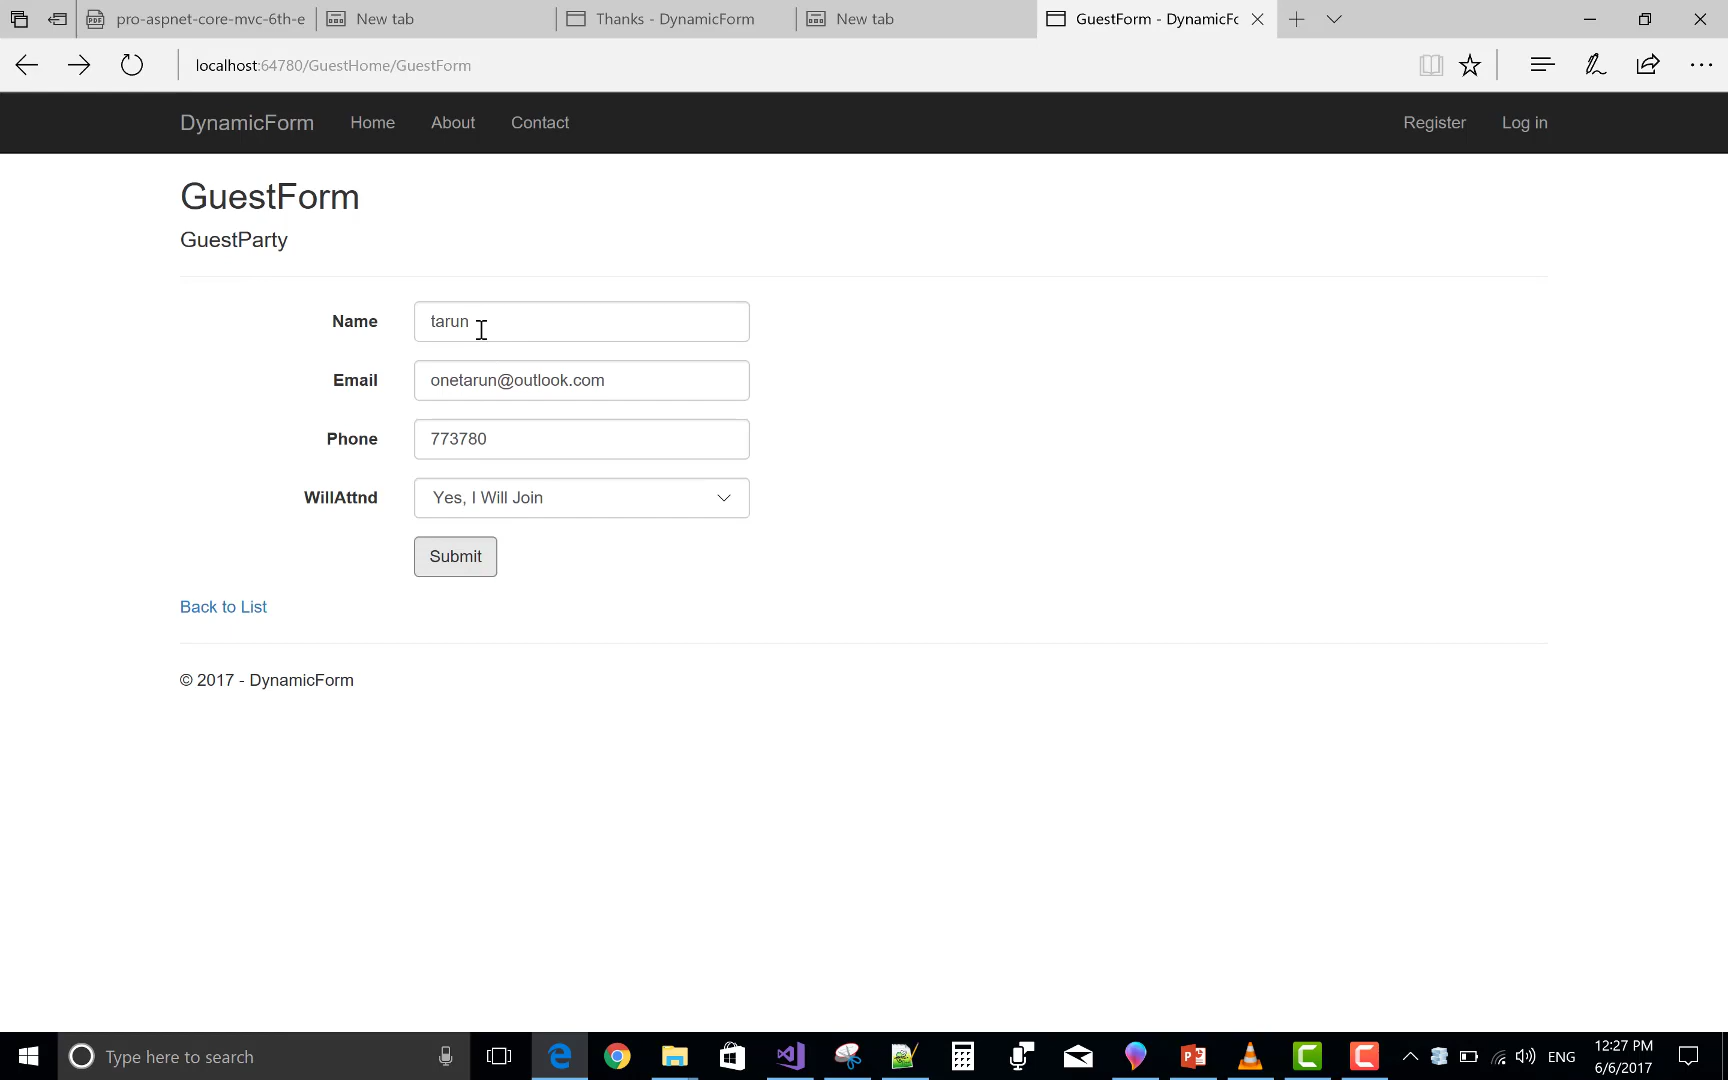 pro-aspnet-core-mvc-6th-e New tab Thanks - DynamicForm New tab GuestForm - DynamicFc
localhost:64780/GuestHome/GuestForm
DynamicForm Home About Contact Register Log in
GuestForm
GuestParty
Name tarun
Email onetarun@outlook.com
Phone 773780
WillAttnd Yes, I Will Join
Submit
Back to List
© 2017 - DynamicForm
Type here to search ENG 12:27 PM
6/6/2017